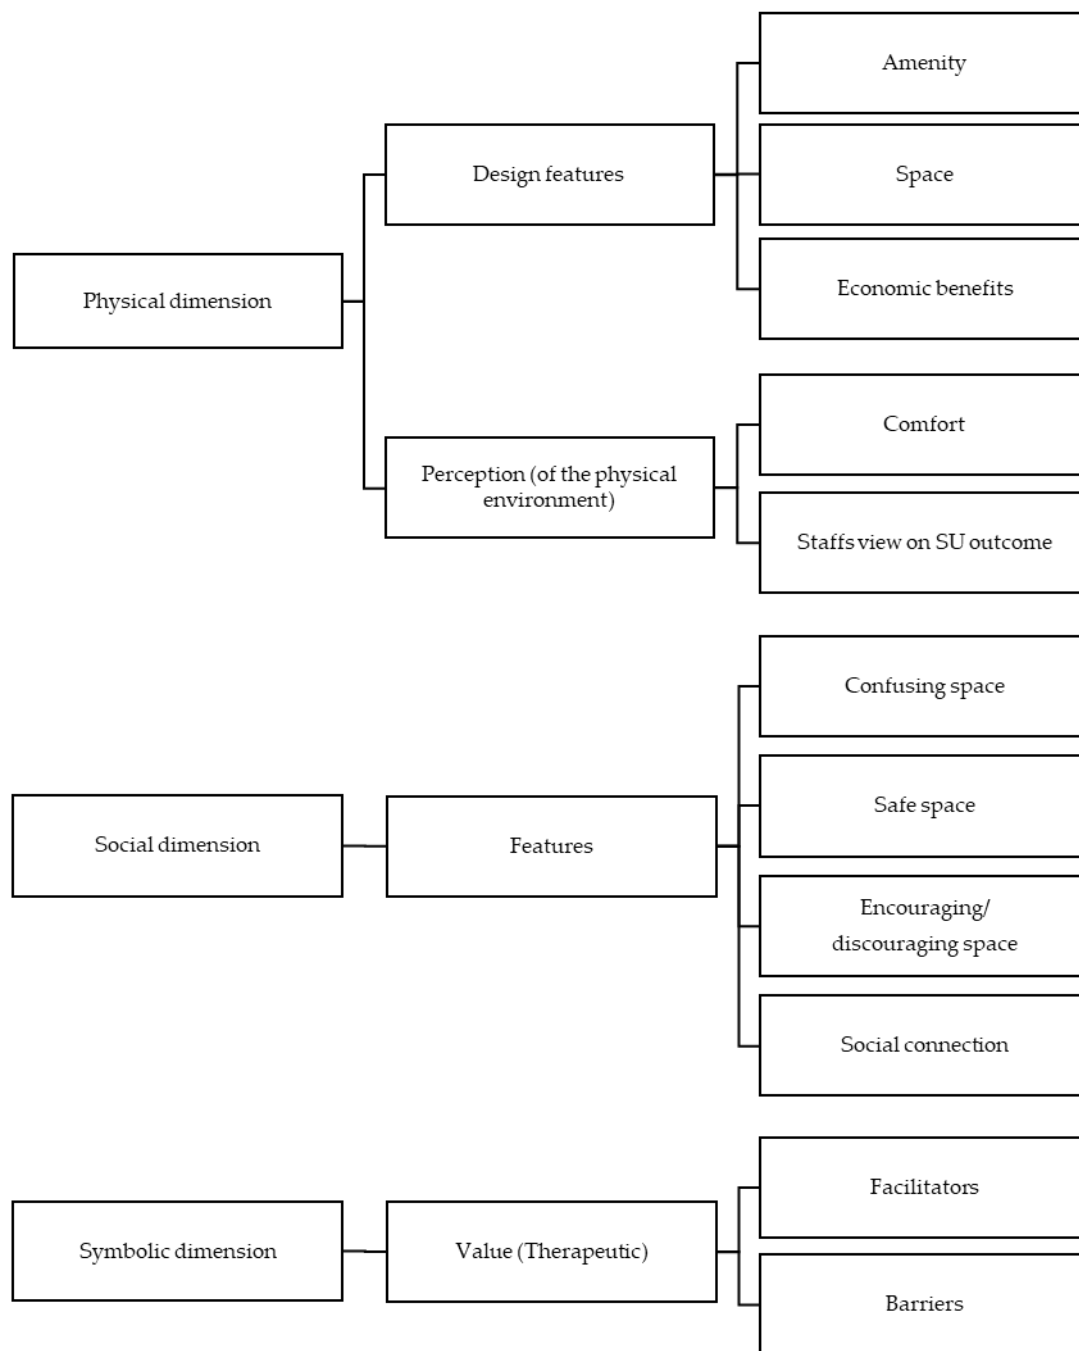 Physical dimension
Design features
Amenity
Space
Economic benefits
Perception (of the physical
environment)
Comfort
Staffs view on SU outcome
Social dimension
Features
Confusing space
Safe space
Encouraging/
discouraging space
Social connection
Symbolic dimension
Value (Therapeutic)
Facilitators
Barriers